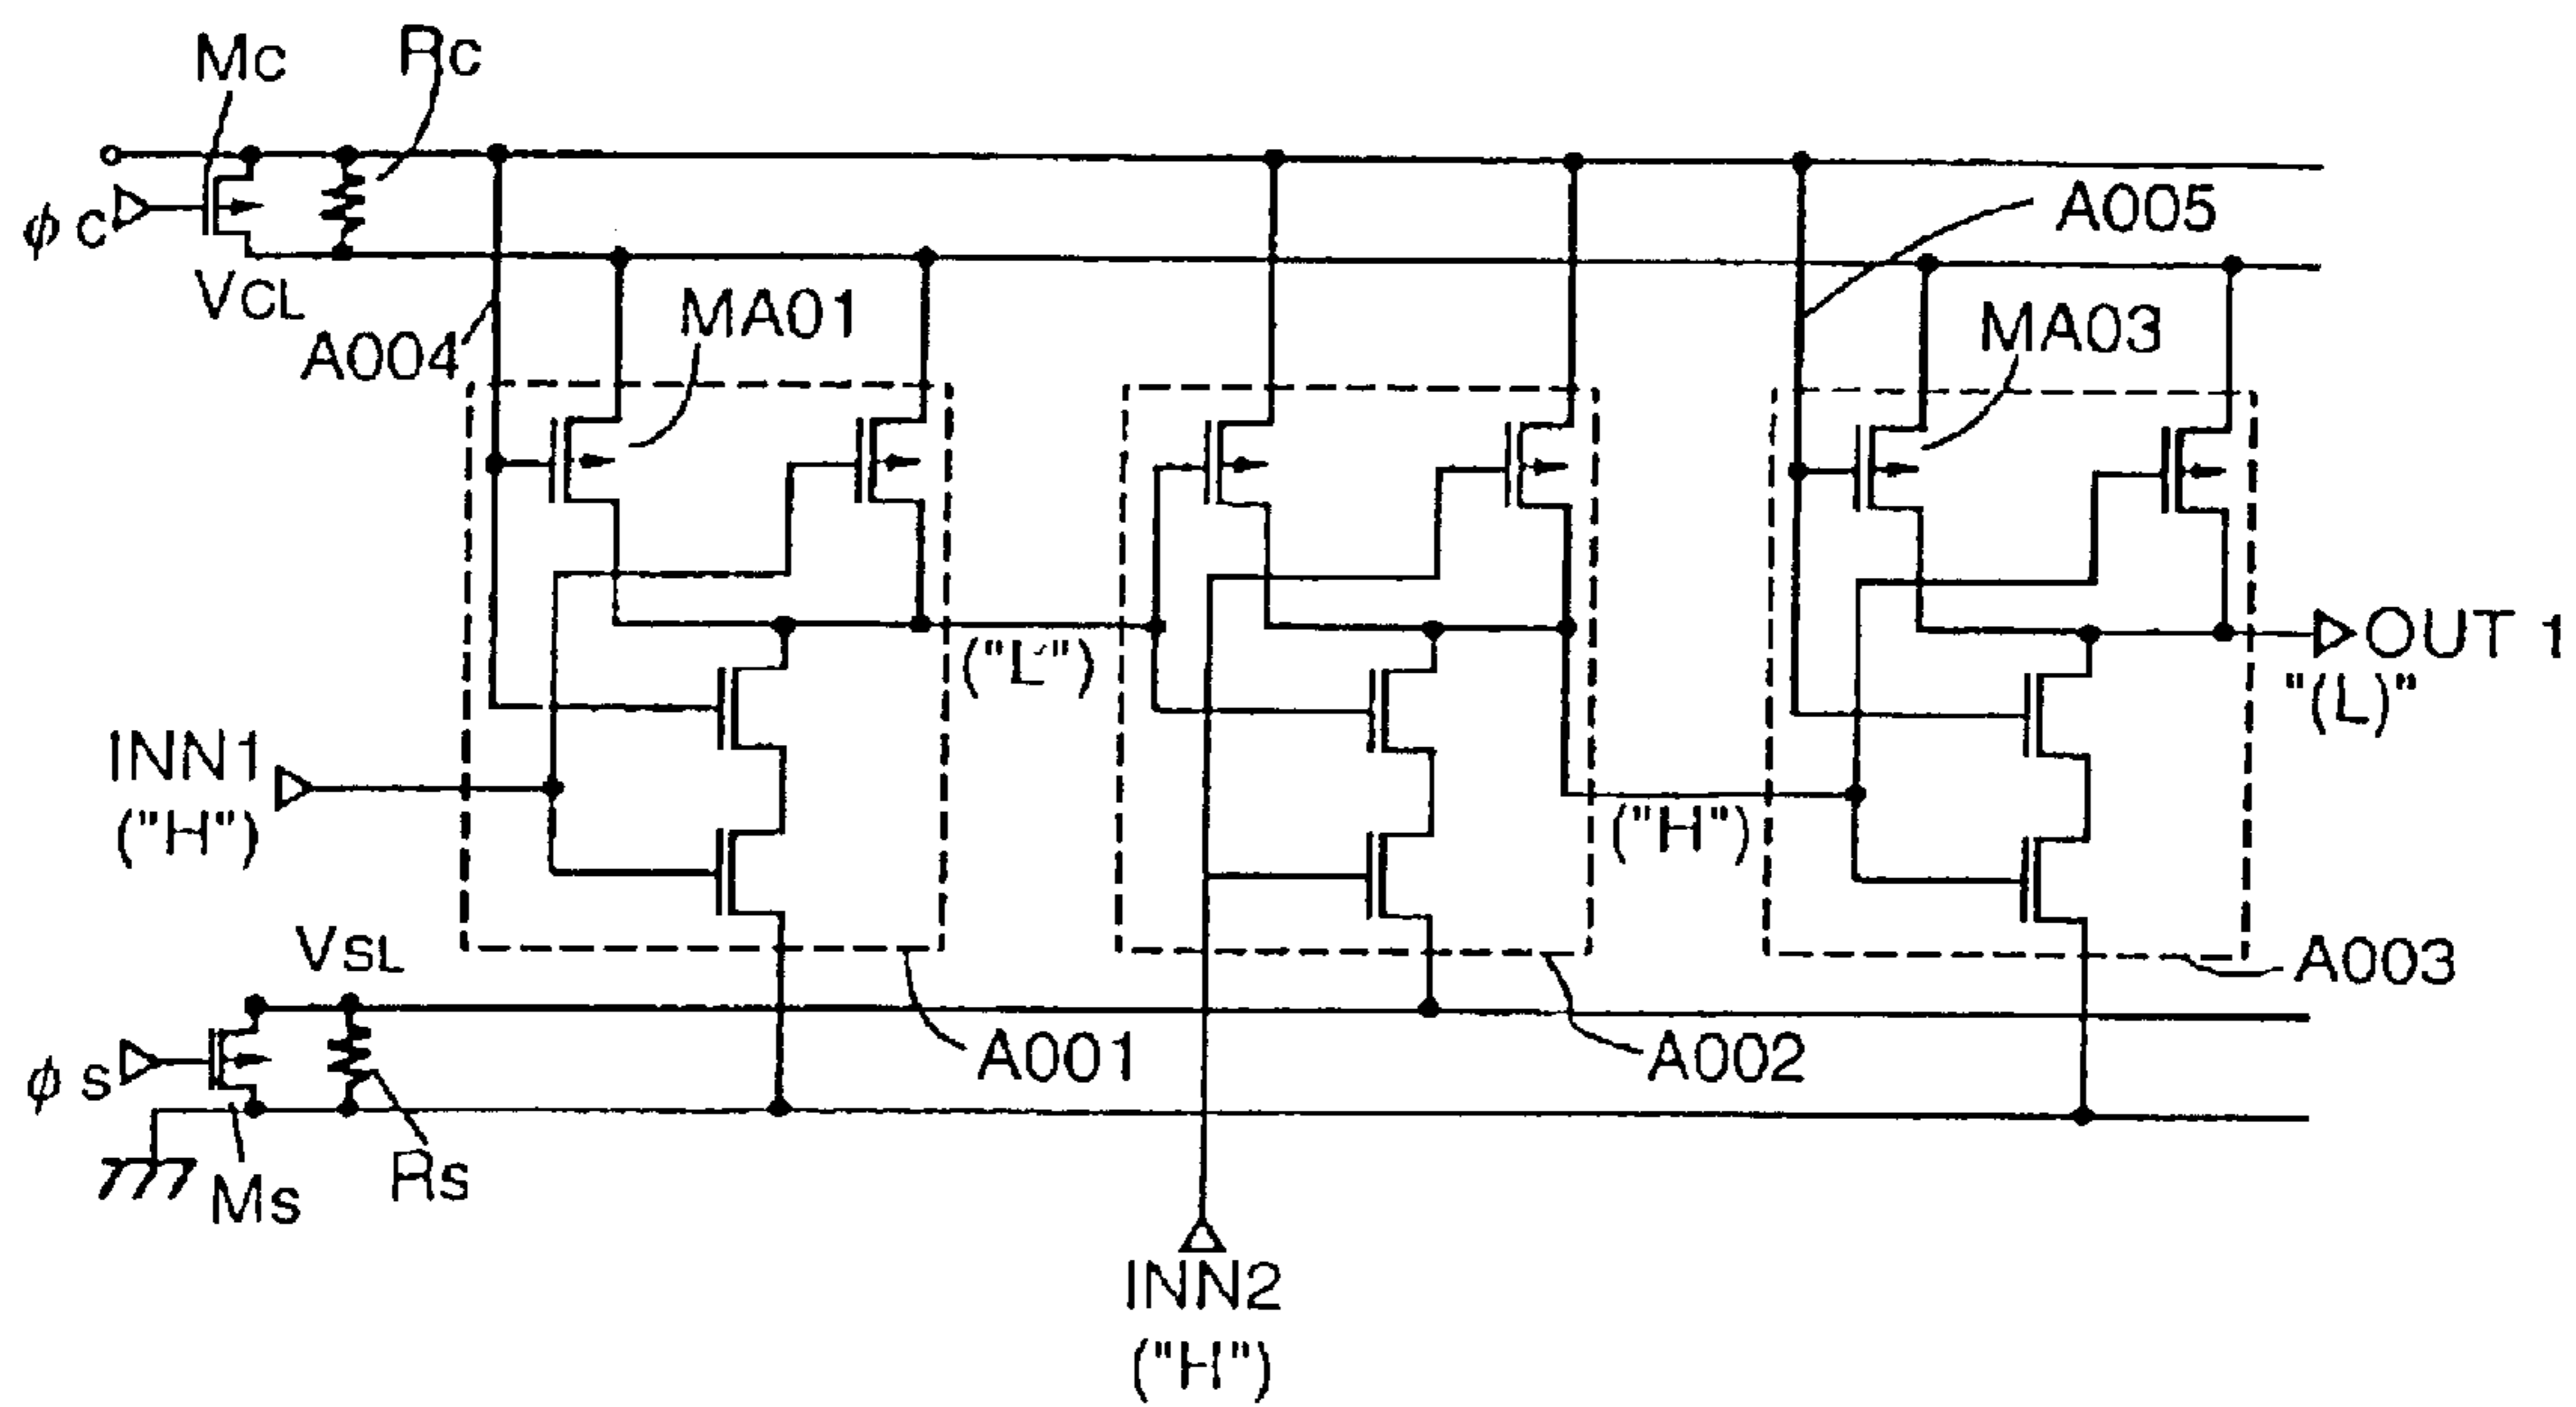 Mc
Rc
φ c
VCL
A004
MA01
A005
MA03
("L")
OUT 1
"(L)"
INN1
("H")
("H")
VSL
A003
A001
A002
φ s
Ms
Rs
INN2
("H")